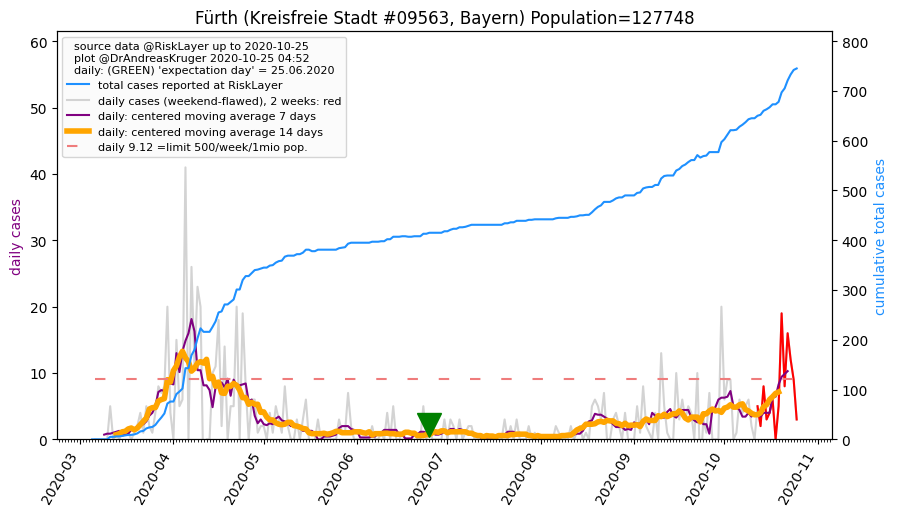 Fürth (Kreisfreie Stadt #09563, Bayern) Population=127748
source data @RiskLayer up to 2020-10-25
plot @DrAndreasKruger 2020-10-25 04:52
daily: (GREEN) 'expectation day' = 25.06.2020
total cases reported at RiskLayer
daily cases (weekend-flawed), 2 weeks: red
daily: centered moving average 7 days
daily: centered moving average 14 days
daily 9.12 =limit 500/week/1mio pop.
daily cases
60
50
40
30
20
10
0
cumulative total cases
800
700
600
500
400
300
200
100
0
2020-03
2020-04
2020-05
2020-06
2020-07
2020-08
2020-09
2020-10
2020-11